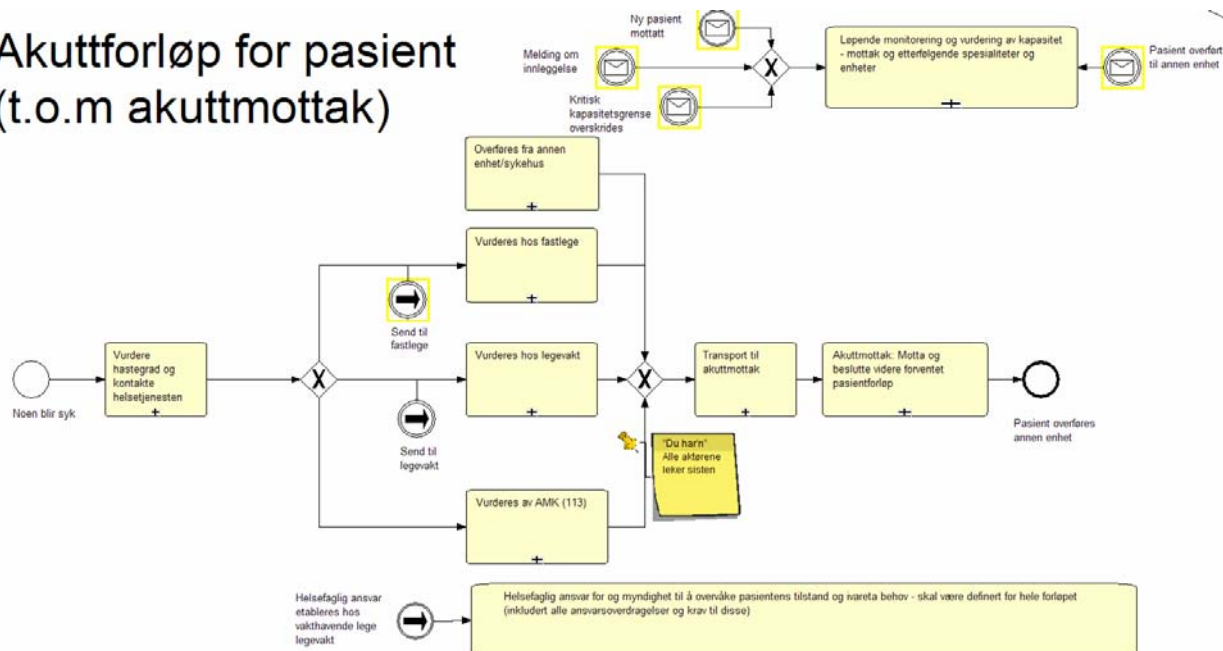 Akuttforløp for pasient
(t.o.m akuttmottak)
Ny pasient
mottatt
Melding om
innleggelse
Kritisk
kapasitetsgrense
overskrides
X
Løpende monitorering og vurdering av kapasitet
- mottak og etterfølgende spesialiteter og
enheter
Pasient overført
til annen enhet
Overføres fra annen
enhet/sykehus
Vurderes hos fastlege
Send til
fastlege
Noen blir syk
Vurdere
hastegrad og
kontakte
helsetjenesten
X
Vurderes hos legevakt
Send til
legevakt
X
Transport til
akuttmottak
Akuttmottak: Motta og
beslutte videre forventet
pasientforløp
Pasient overføres
annen enhet
"Du har'n"
Alle aktørene
leker sisten
Vurderes av AMK (113)
Helsefaglig ansvar
etableres hos
vakthavende lege
legevakt
Helsefaglig ansvar for og myndighet til å overvåke pasientens tilstand og ivareta behov - skal være definert for hele forløpet
(inkludert alle ansvarsoverdragelser og krav til disse)